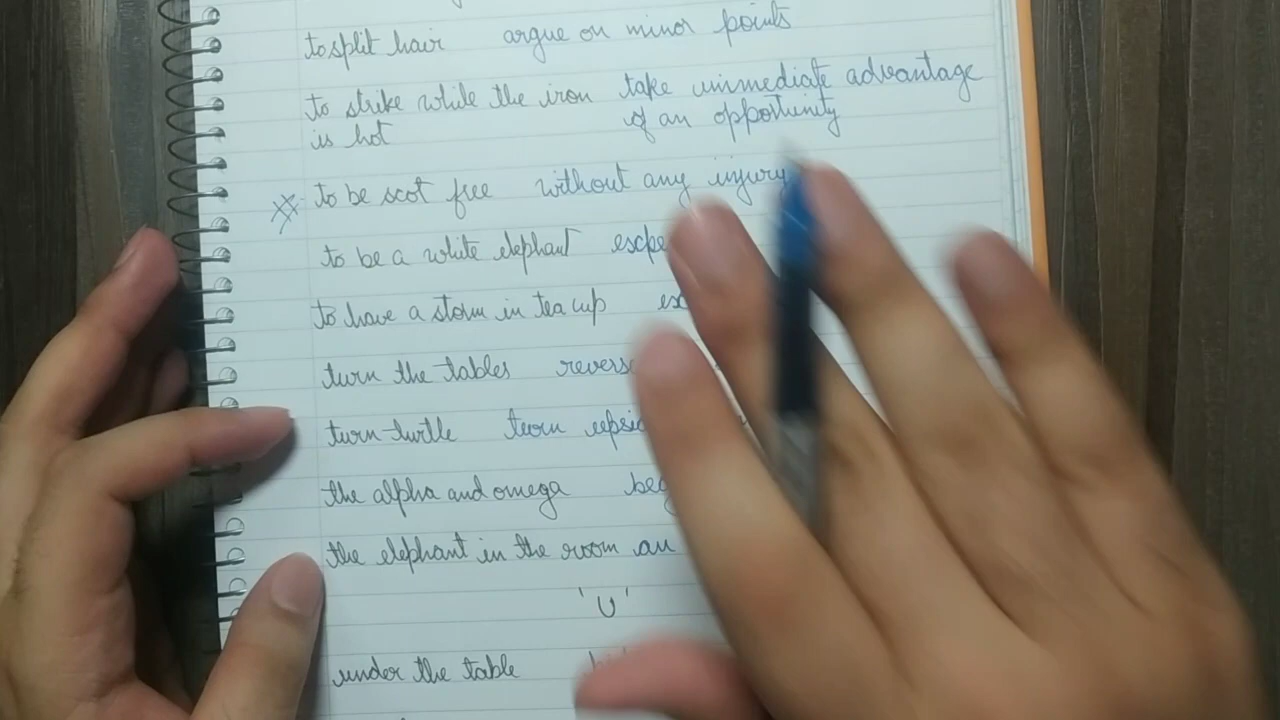 to split hair argue on minor points
to strike while the iron take immediate advantage
is hot of an opportunity
to be scot free without any injury
to be a white elephant
to have a storm in tea cup
turn the tables
turn turtle turn
the alpha and omega
the elephant in the room an
'U'
under the table